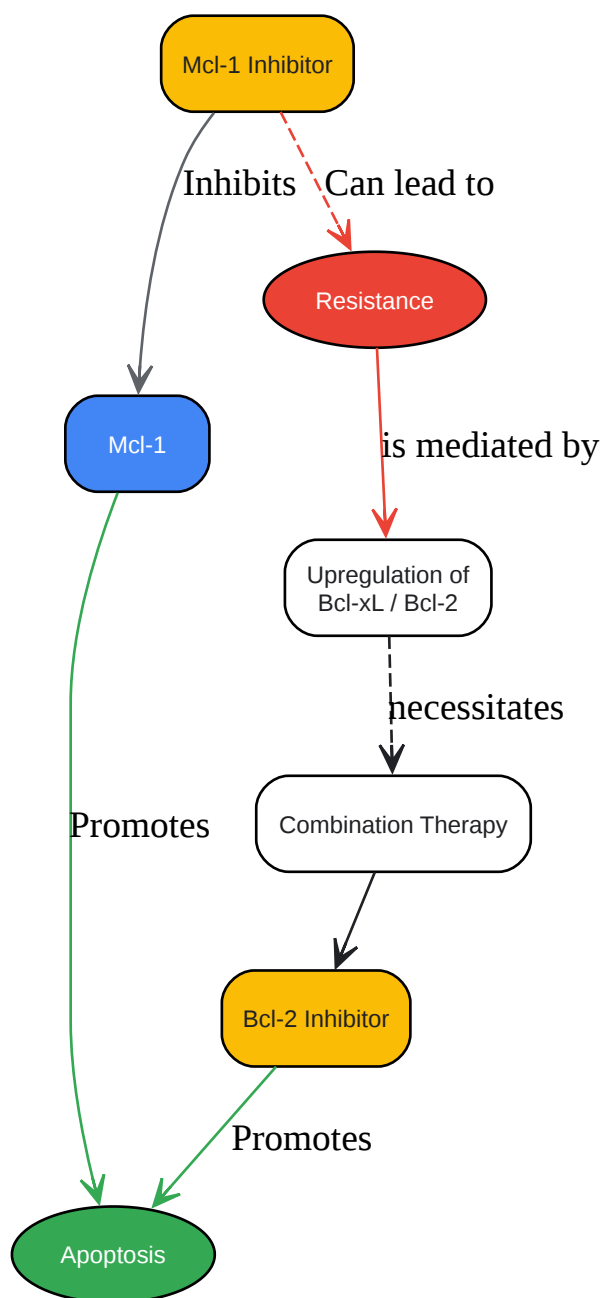 Mcl-1 Inhibitor
Inhibits
Can lead to
Resistance
Mcl-1
is mediated by
Upregulation of
Bcl-xL / Bcl-2
necessitates
Combination Therapy
Promotes
Bcl-2 Inhibitor
Promotes
Apoptosis